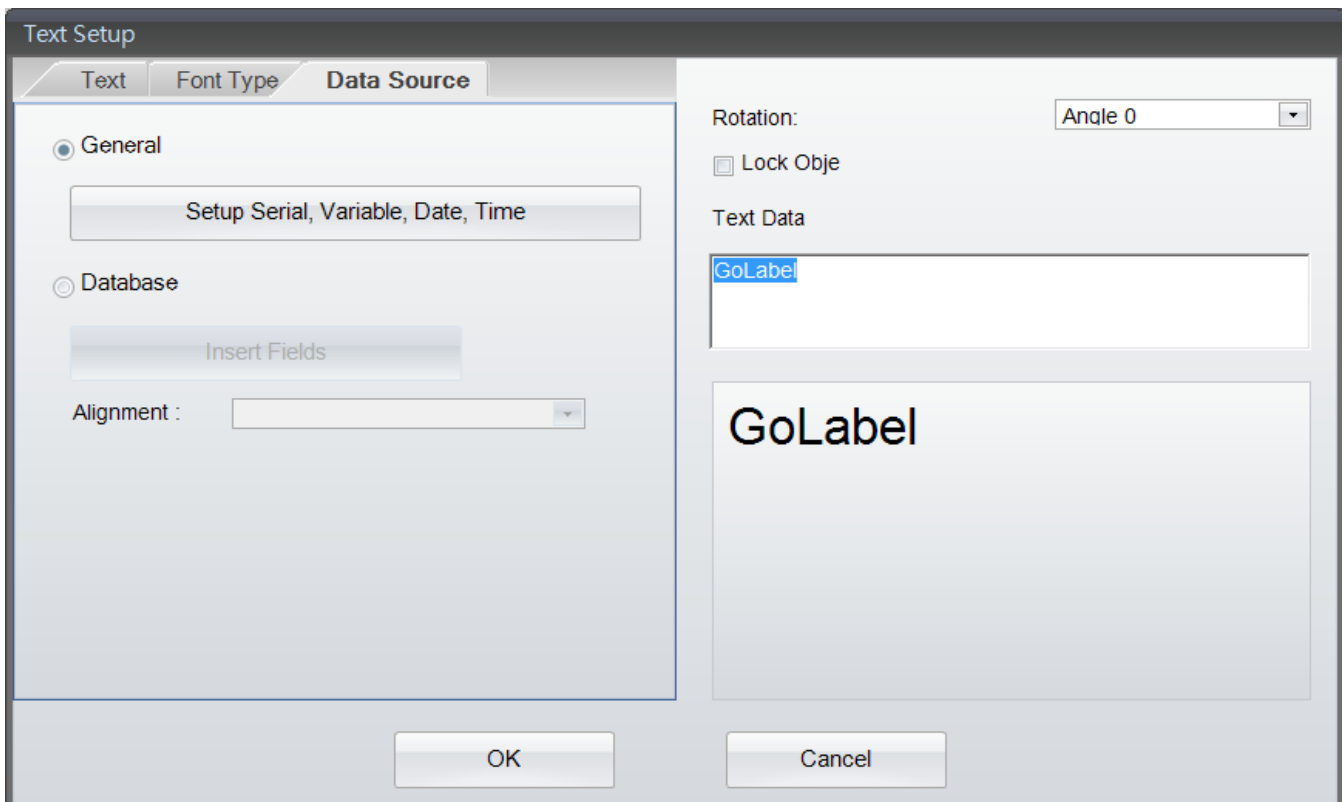 Text Setup
Text Font Type Data Source
General
Setup Serial, Variable, Date, Time
Database
Insert Fields
Alignment :
Rotation: Angle 0
Lock Obje
Text Data
GoLabel
GoLabel
OK Cancel